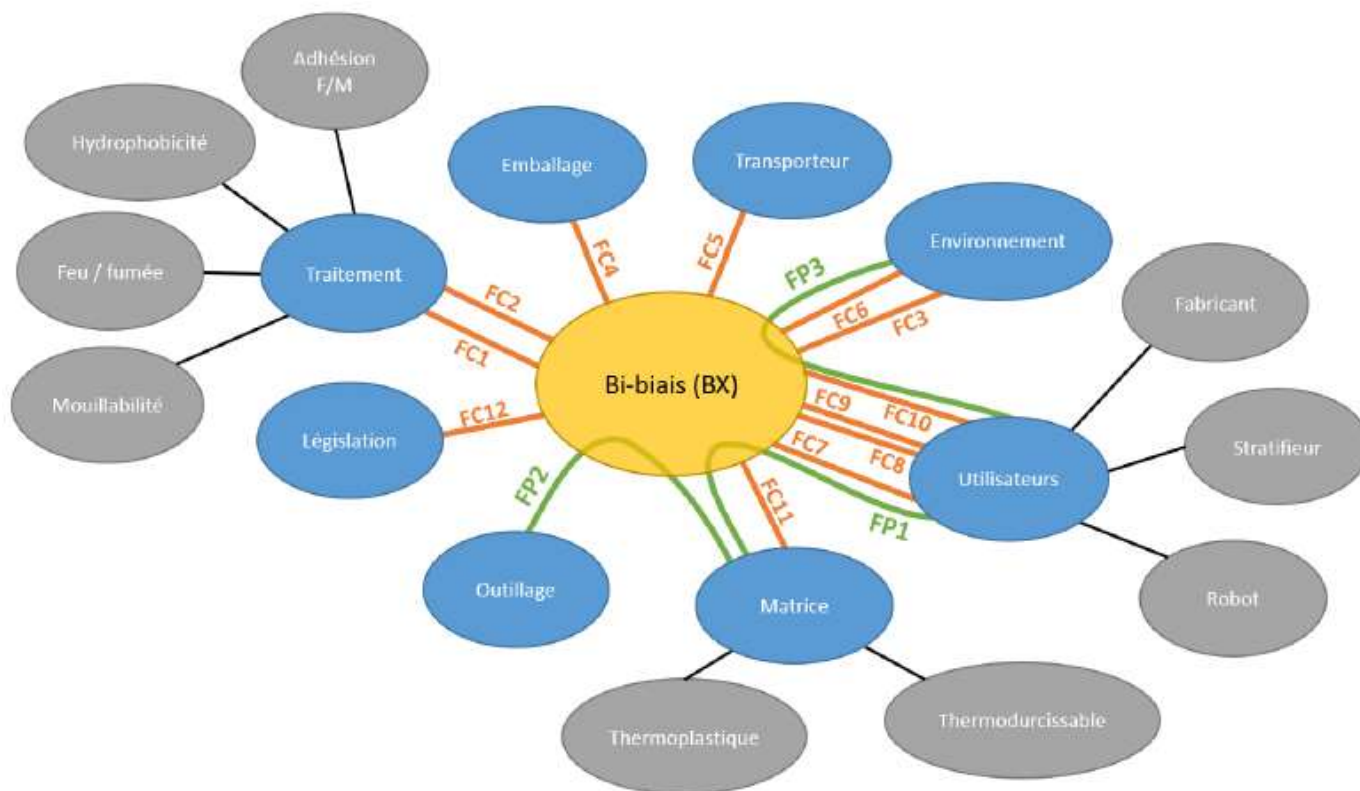 Adhésion
F/M
Hydrophobicité
Emballage
Transporteur
Environnement
Feu / fumée
Traitement
Fabricant
Mouillabilité
FC4
FC5
FP3
FC6
FC3
FC2
FC1
Bi-biais (BX)
FC12
Législation
FC10
FC9
FC8
FC7
FP1
Stratifieur
Utilisateurs
FP2
FC11
Outillage
Matrice
Robot
Thermoplastique
Thermodurcissable